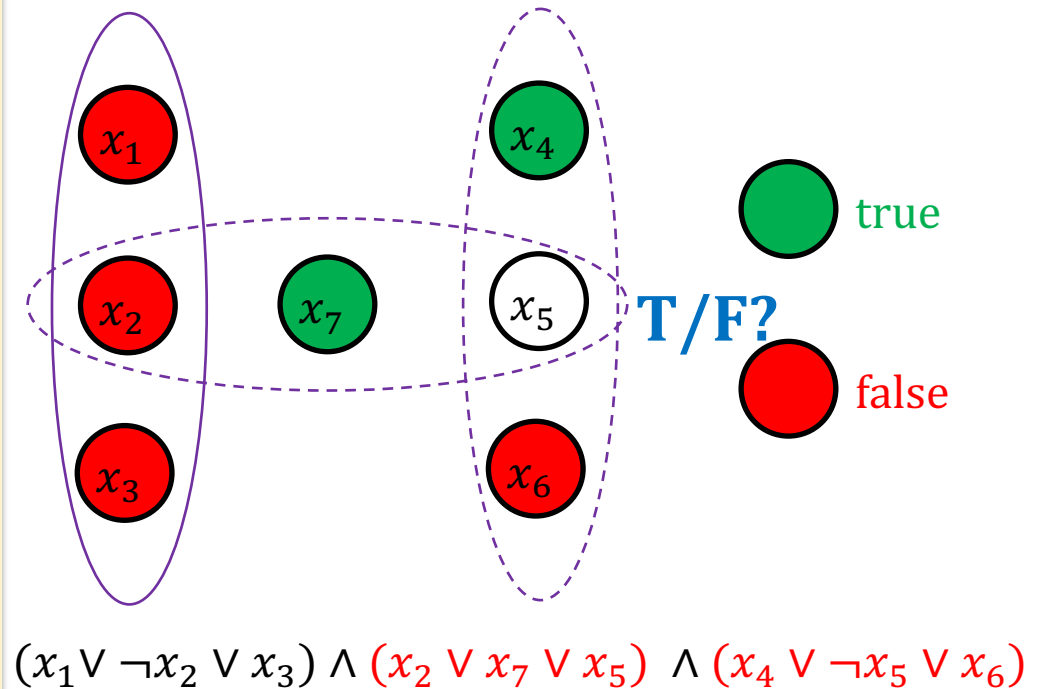 x₁ x₄
true
x₂ x₇ x₅ T/F?
false
x₃ x₆
(x₁ ∨ ¬x₂ ∨ x₃) ∧ (x₂ ∨ x₇ ∨ x₅) ∧ (x₄ ∨ ¬x₅ ∨ x₆)